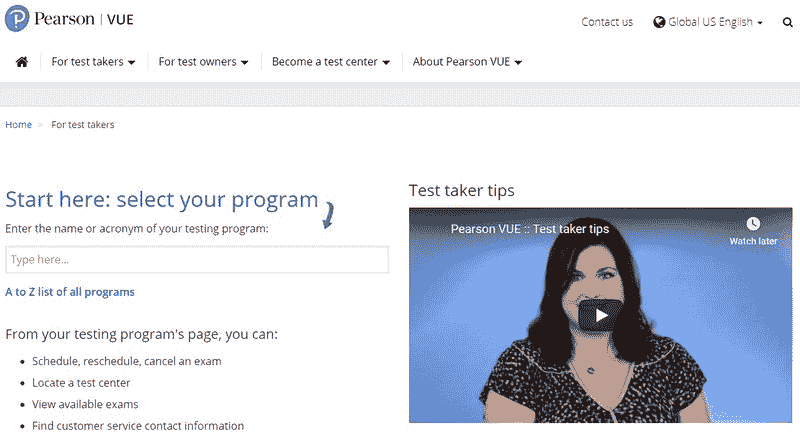 Pearson | VUE
Contact us
Global US English
For test takers
For test owners
Become a test center
About Pearson VUE
Home > For test takers
Start here: select your program
Enter the name or acronym of your testing program:
Type here...
A to Z list of all programs
From your testing program's page, you can:
Schedule, reschedule, cancel an exam
Locate a test center
View available exams
Find customer service contact information
Test taker tips
Pearson VUE :: Test taker tips
Watch later